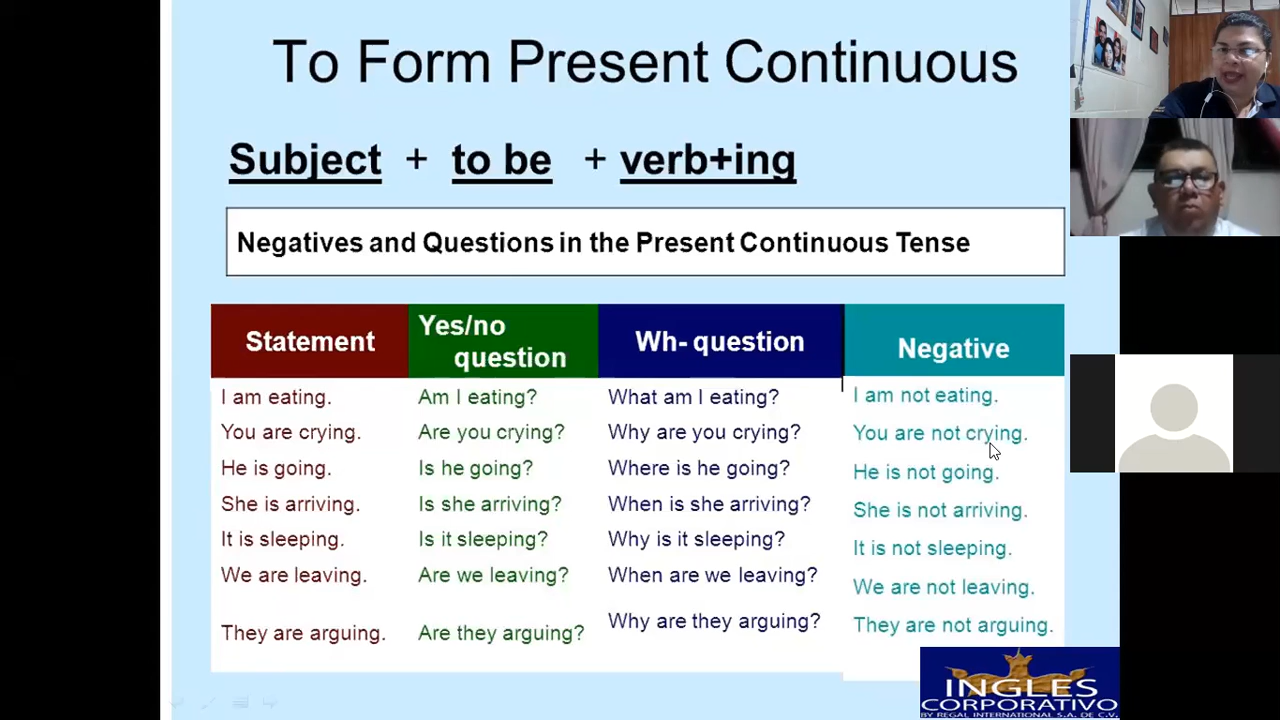 To Form Present Continuous
Subject + to be + verb+ing
Negatives and Questions in the Present Continuous Tense
Statement
I am eating.
You are crying.
He is going.
She is arriving.
It is sleeping.
We are leaving.
They are arguing.
Yes/no
question
Am I eating?
Are you crying?
Is he going?
Is she arriving?
Is it sleeping?
Are we leaving?
Are they arguing?
Wh- question
What am I eating?
Why are you crying?
Where is he going?
When is she arriving?
Why is it sleeping?
When are we leaving?
Why are they arguing?
Negative
I am not eating.
You are not crying.
He is not going.
She is not arriving.
It is not sleeping.
We are not leaving.
They are not arguing.
INGLES
CORPORATIVO
BY REGAL INTERNATIONAL S.A. DE C.V.